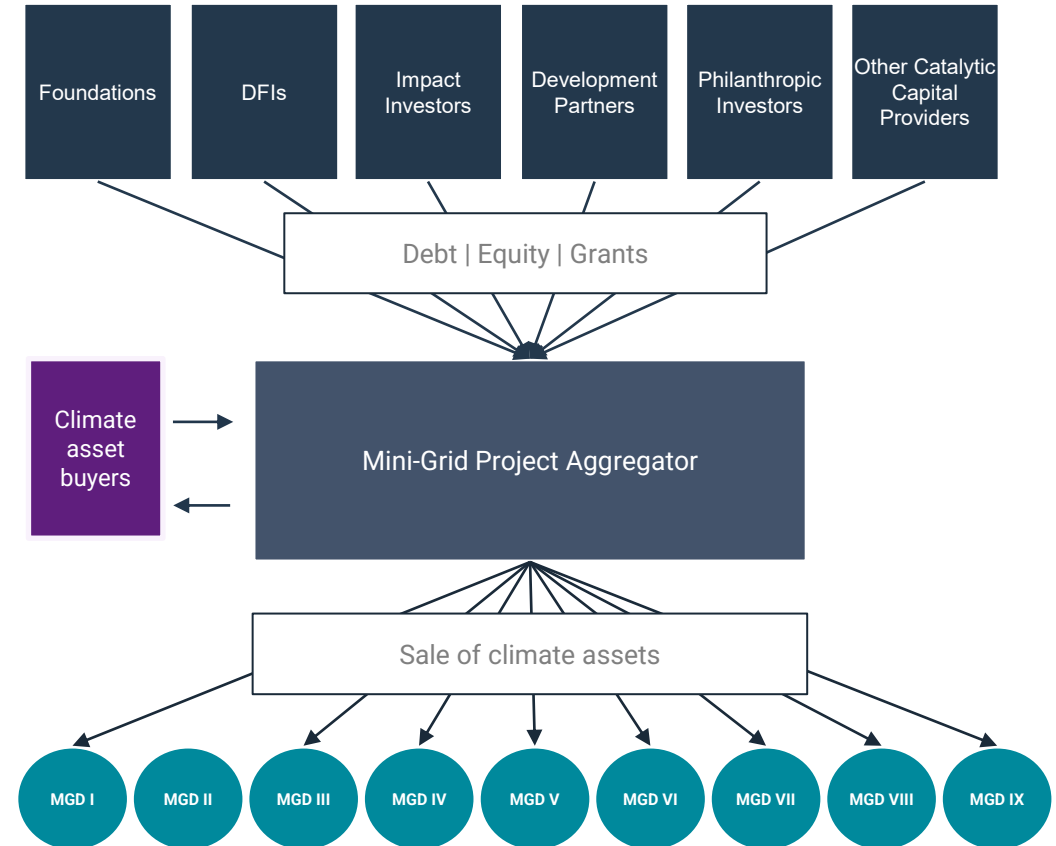 Foundations
DFIs
Impact
Investors
Development
Partners
Philanthropic
Investors
Other Catalytic
Capital
Providers
Debt | Equity | Grants
Climate
asset
buyers
Mini-Grid Project Aggregator
Sale of climate assets
MGD I
MGD II
MGD III
MGD IV
MGD V
MGD VI
MGD VII
MGD VIII
MGD IX